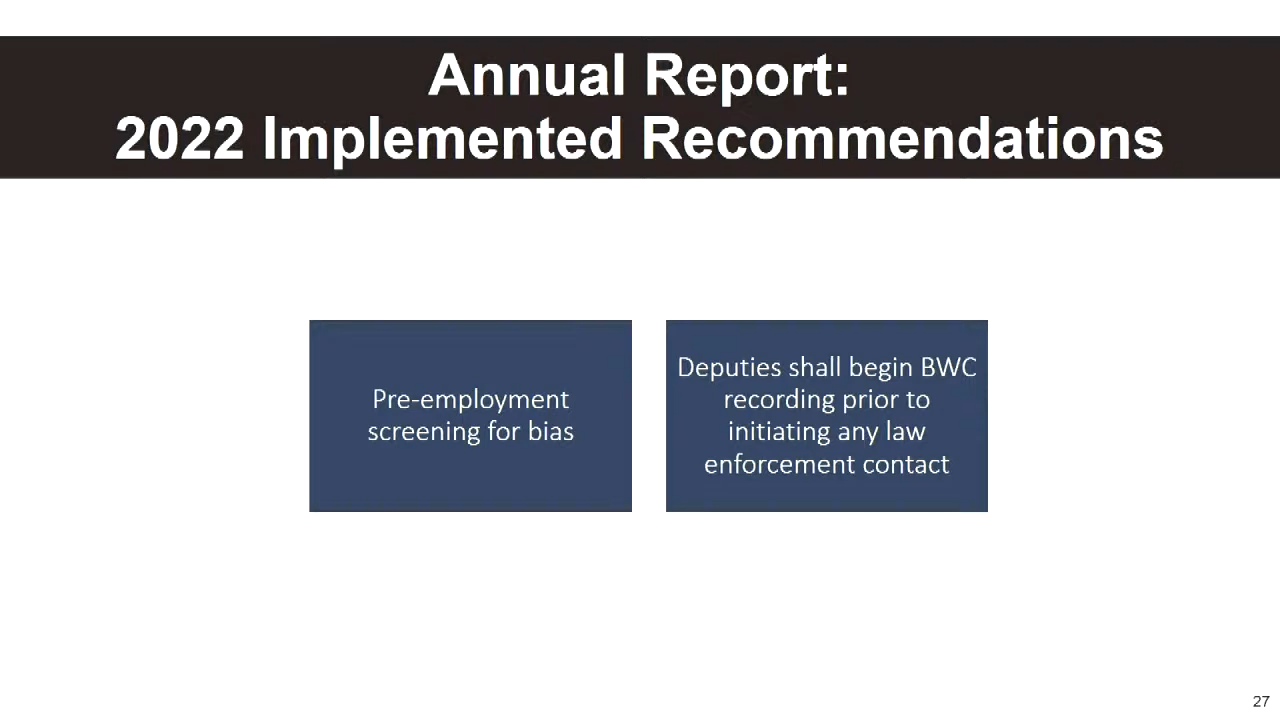 Annual Report:
2022 Implemented Recommendations
Pre-employment
screening for bias
Deputies shall begin BWC
recording prior to
initiating any law
enforcement contact
27